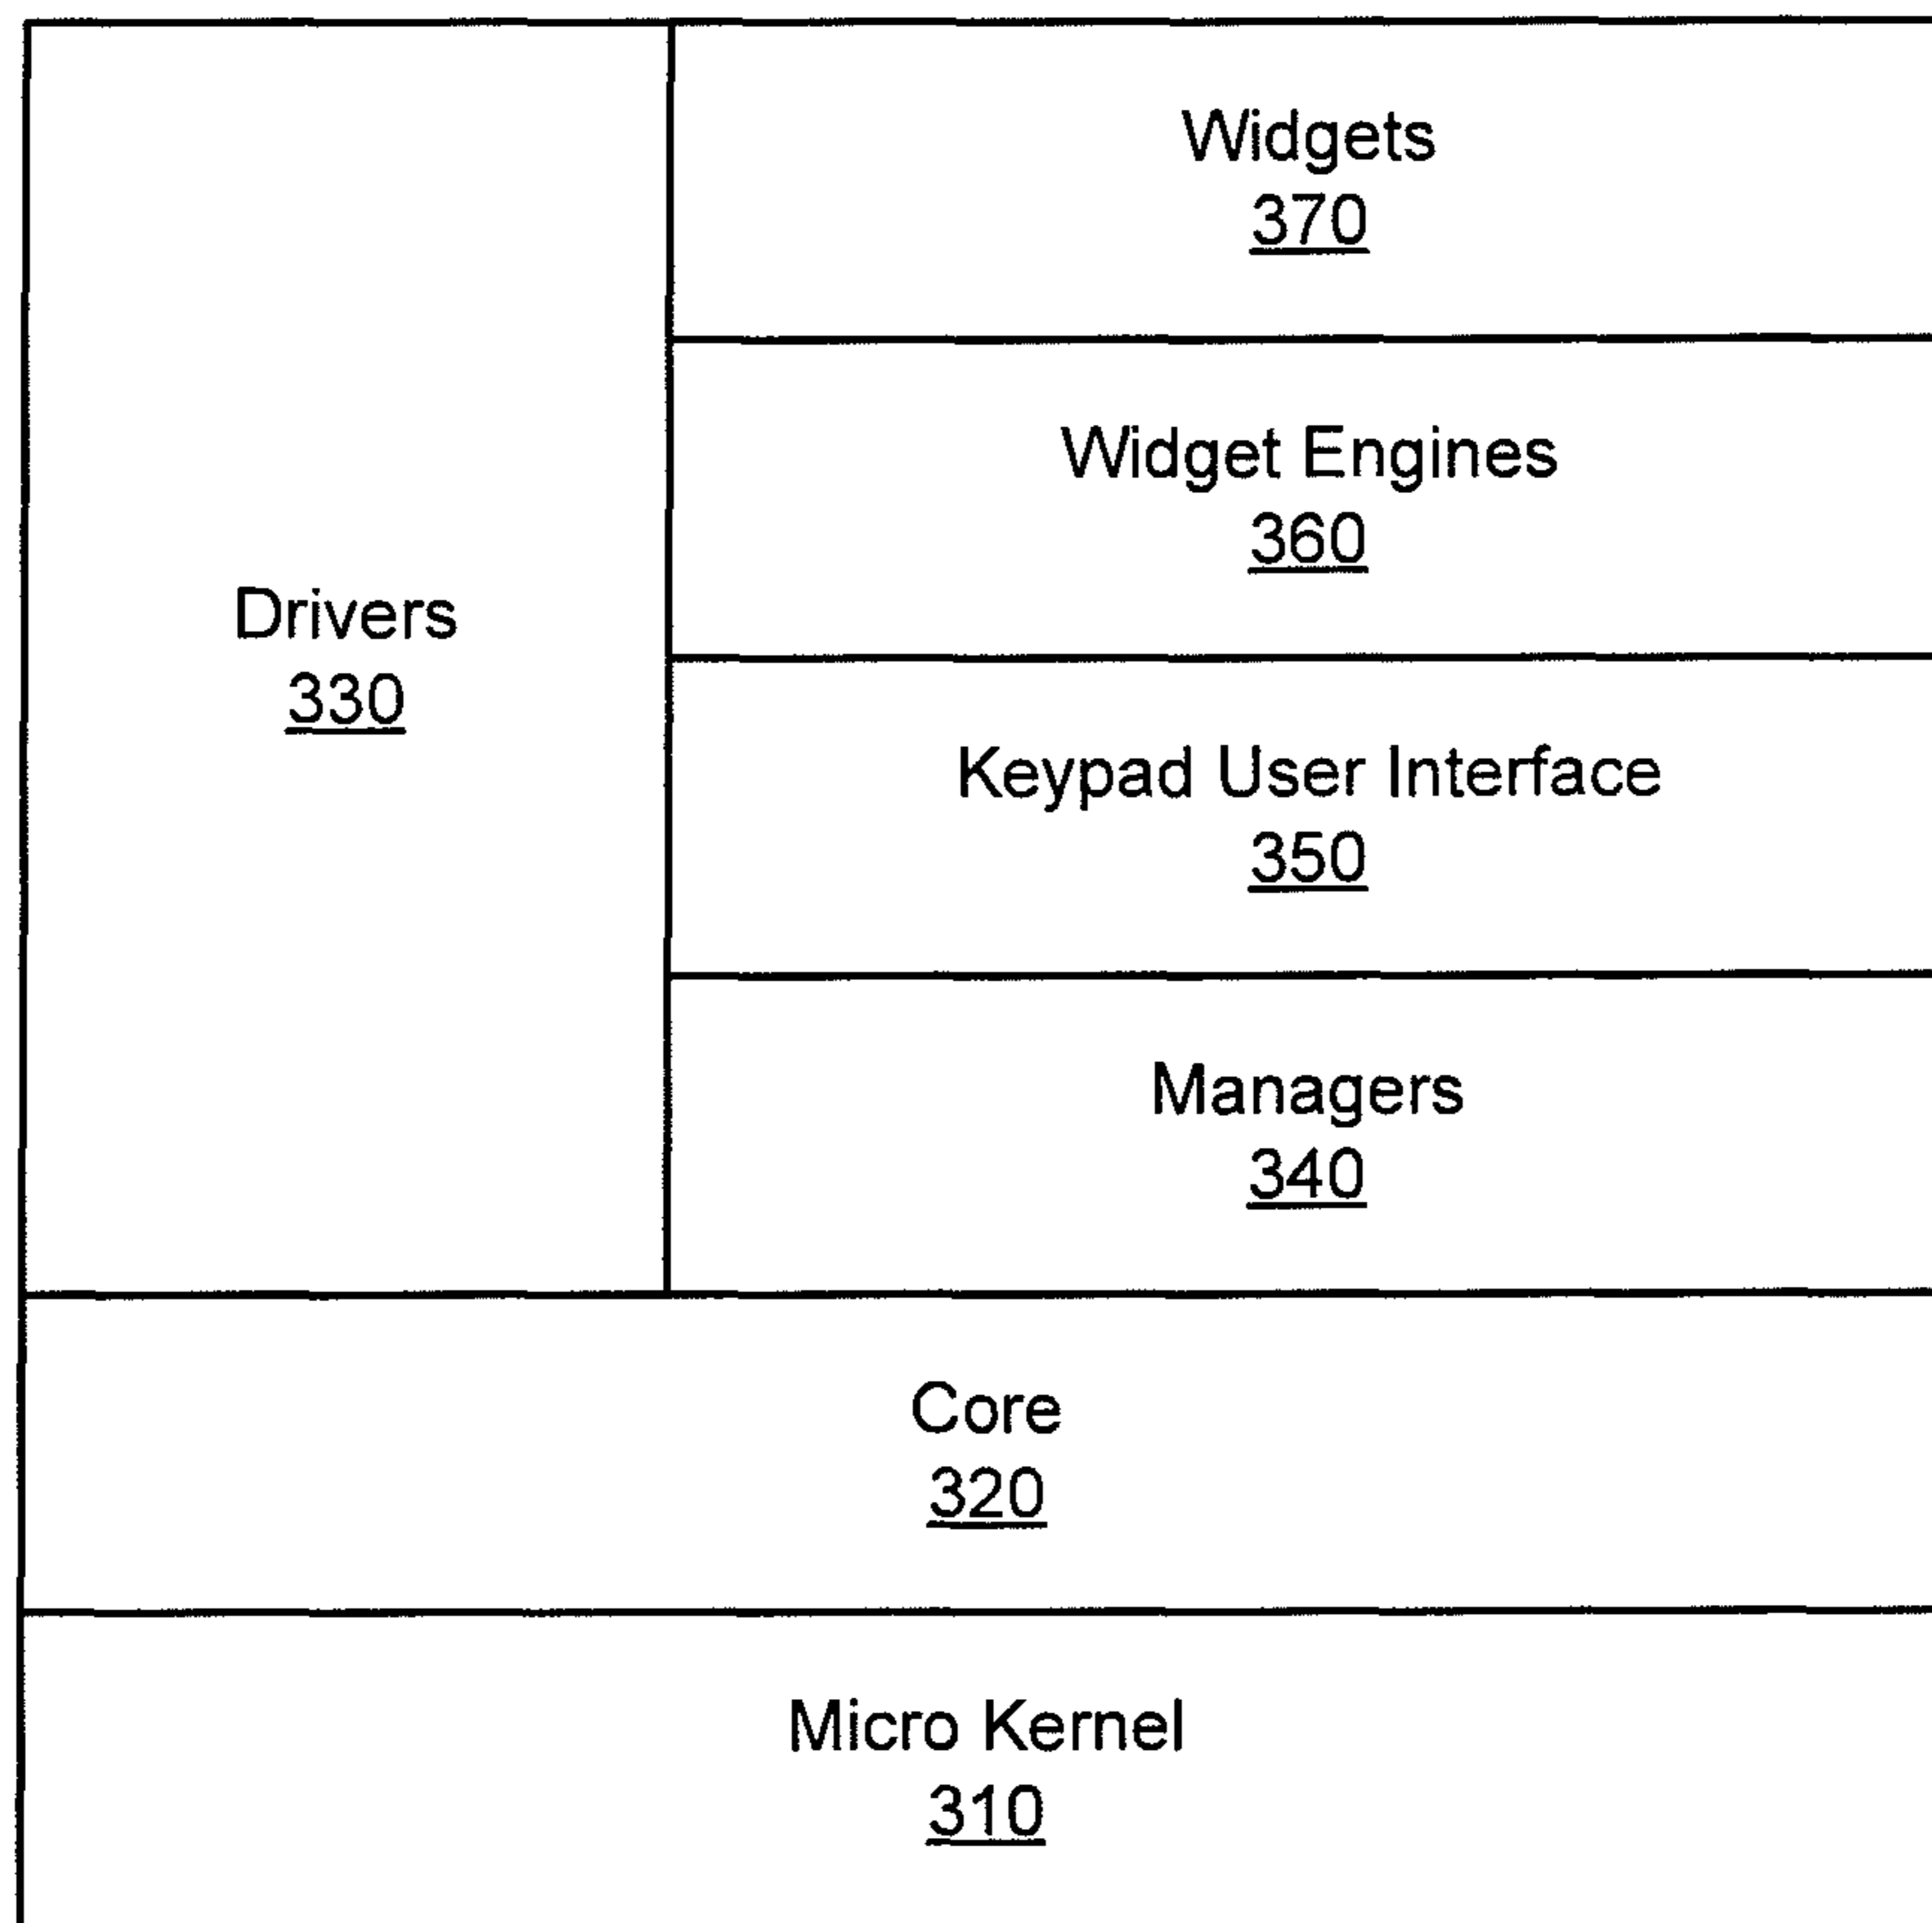 Widgets
370
Widget Engines
360
Drivers
330
Keypad User Interface
350
Managers
340
Core
320
Micro Kernel
310